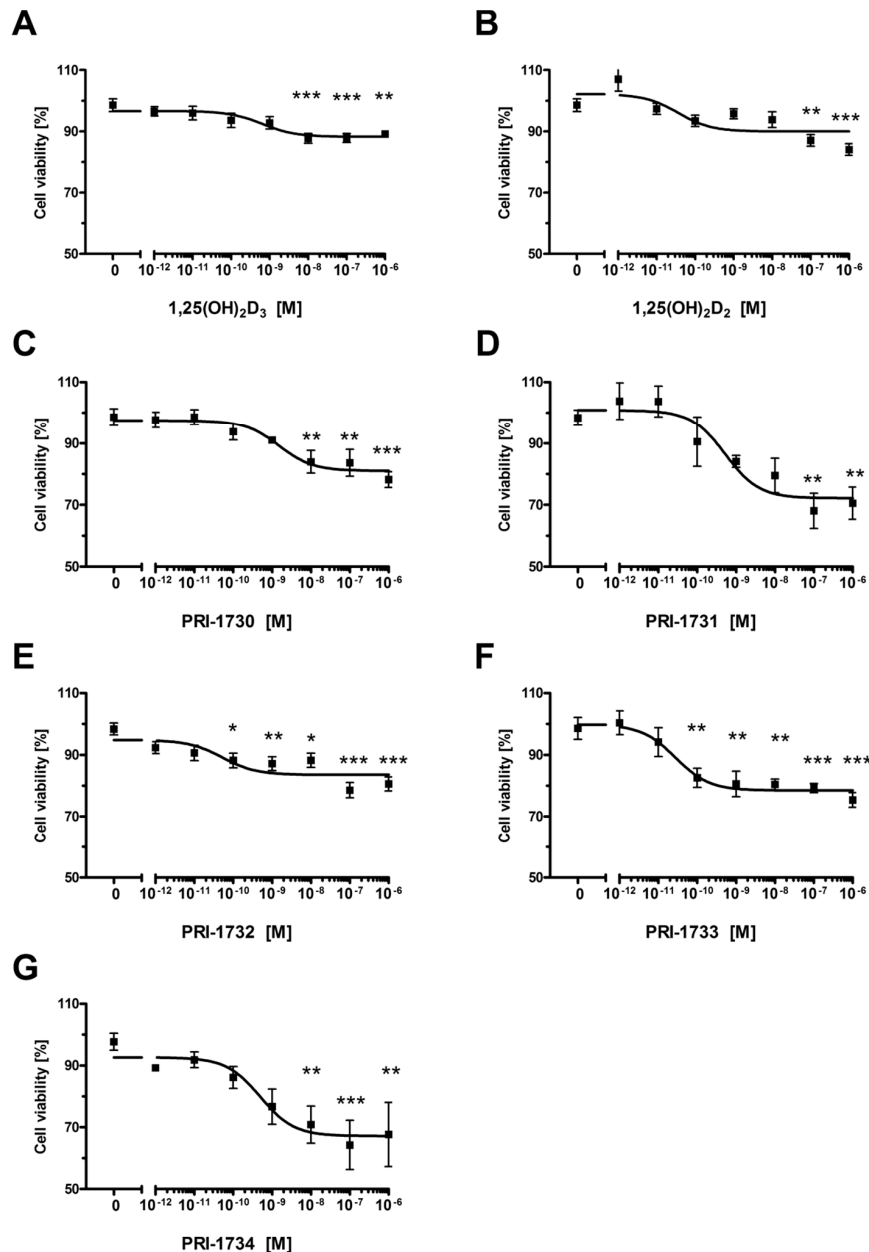 A
B
110
90
70
50
Cell viability [%]
*** *** **
0 10⁻¹² 10⁻¹¹ 10⁻¹⁰ 10⁻⁹ 10⁻⁸ 10⁻⁷ 10⁻⁶
1,25(OH)₂D₃ [M]
110
90
70
50
Cell viability [%]
** ***
0 10⁻¹² 10⁻¹¹ 10⁻¹⁰ 10⁻⁹ 10⁻⁸ 10⁻⁷ 10⁻⁶
1,25(OH)₂D₂ [M]
C
D
110
90
70
50
Cell viability [%]
** ** ***
0 10⁻¹² 10⁻¹¹ 10⁻¹⁰ 10⁻⁹ 10⁻⁸ 10⁻⁷ 10⁻⁶
PRI-1730 [M]
110
90
70
50
Cell viability [%]
** **
0 10⁻¹² 10⁻¹¹ 10⁻¹⁰ 10⁻⁹ 10⁻⁸ 10⁻⁷ 10⁻⁶
PRI-1731 [M]
E
F
110
90
70
50
Cell viability [%]
* ** * *** ***
0 10⁻¹² 10⁻¹¹ 10⁻¹⁰ 10⁻⁹ 10⁻⁸ 10⁻⁷ 10⁻⁶
PRI-1732 [M]
110
90
70
50
Cell viability [%]
** ** ** *** ***
0 10⁻¹² 10⁻¹¹ 10⁻¹⁰ 10⁻⁹ 10⁻⁸ 10⁻⁷ 10⁻⁶
PRI-1733 [M]
G
110
90
70
50
Cell viability [%]
** *** **
0 10⁻¹² 10⁻¹¹ 10⁻¹⁰ 10⁻⁹ 10⁻⁸ 10⁻⁷ 10⁻⁶
PRI-1734 [M]